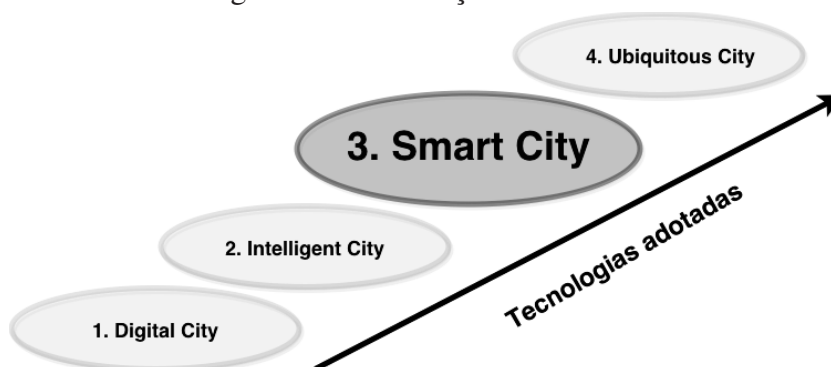 4. Ubiquitous City
3. Smart City
2. Intelligent City
1. Digital City
Tecnologias adotadas